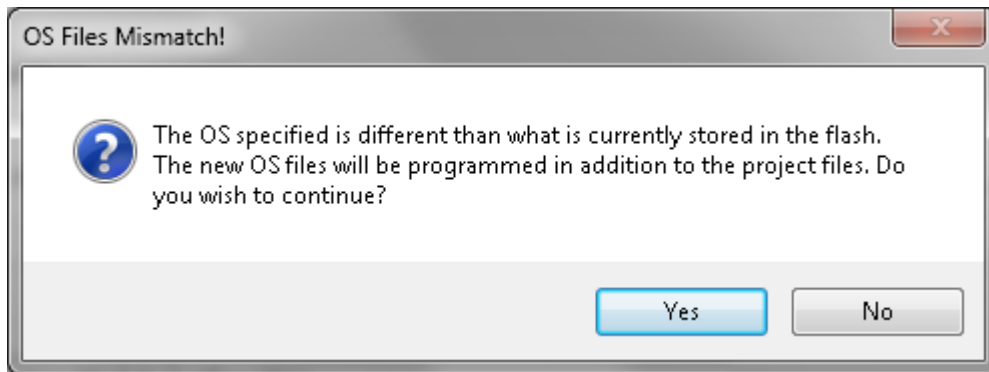 OS Files Mismatch!
The OS specified is different than what is currently stored in the flash.
The new OS files will be programmed in addition to the project files. Do
you wish to continue?
Yes
No